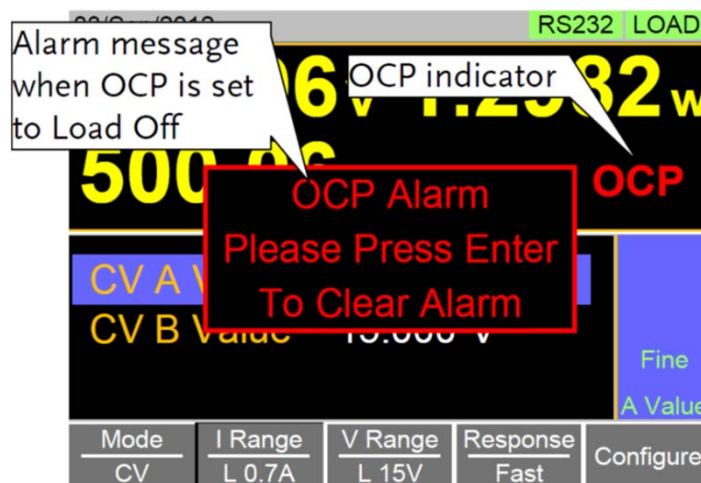 RS232 LOAD
Alarm message
when OCP is set
to Load Off
OCP indicator
OCP
OCP Alarm
Please Press Enter
To Clear Alarm
CV A
CV B Value
Fine
A Value
Mode
CV
I Range
L 0.7A
V Range
L 15V
Response
Fast
Configure